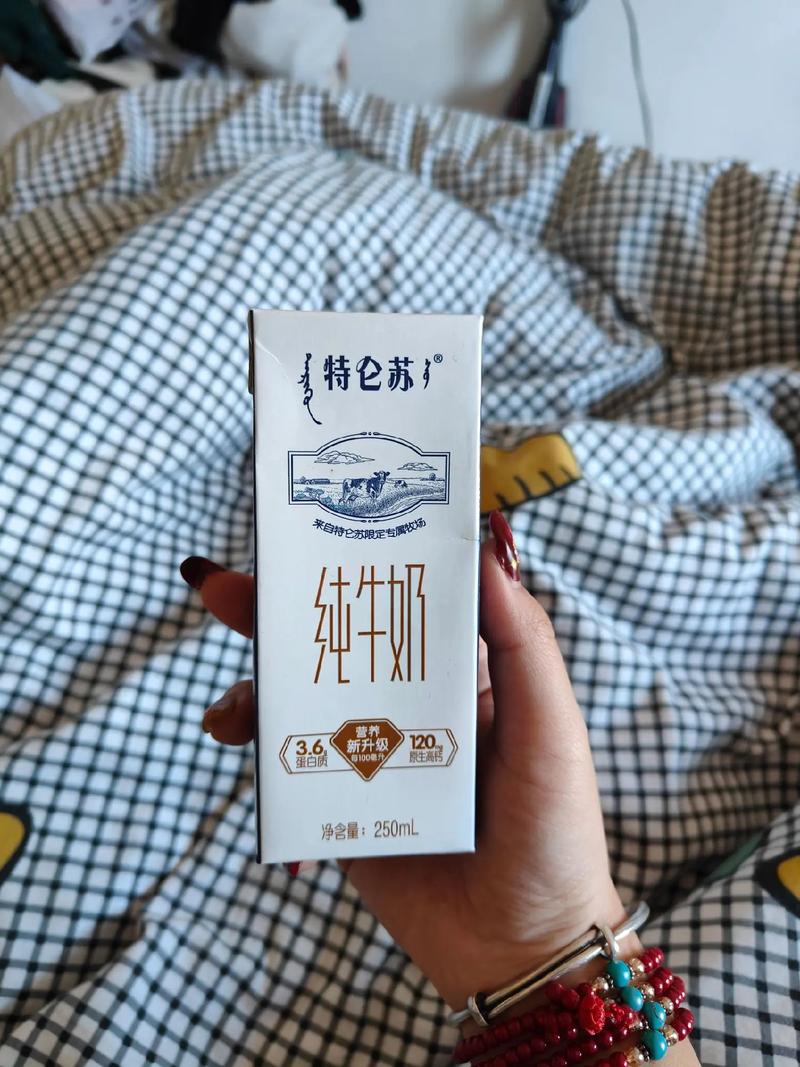 特仑苏®
来自特仑苏限定专属牧场
纯牛奶
3.6g
蛋白质
营养
新升级
每100毫升
120mg
原生高钙
净含量：250mL